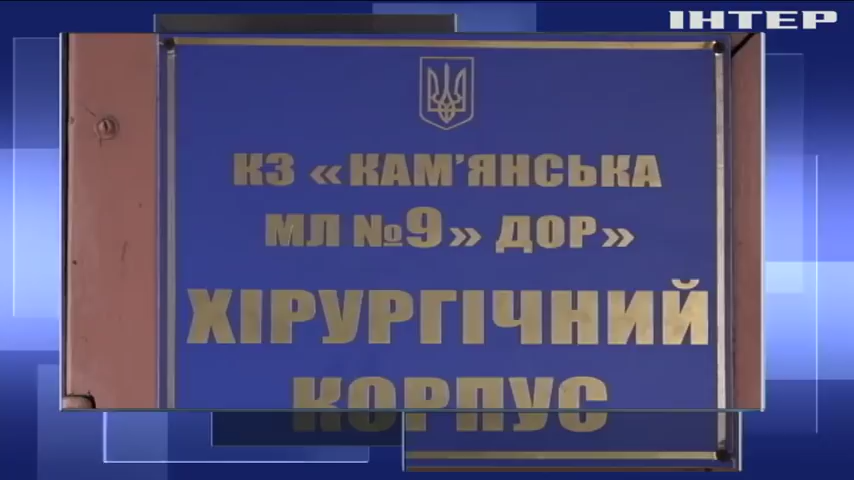 ІНТЕР
КЗ «КАМ’ЯНСЬКА
МЛ №9» ДОР»
ХІРУРГІЧНИЙ
КОРПУС